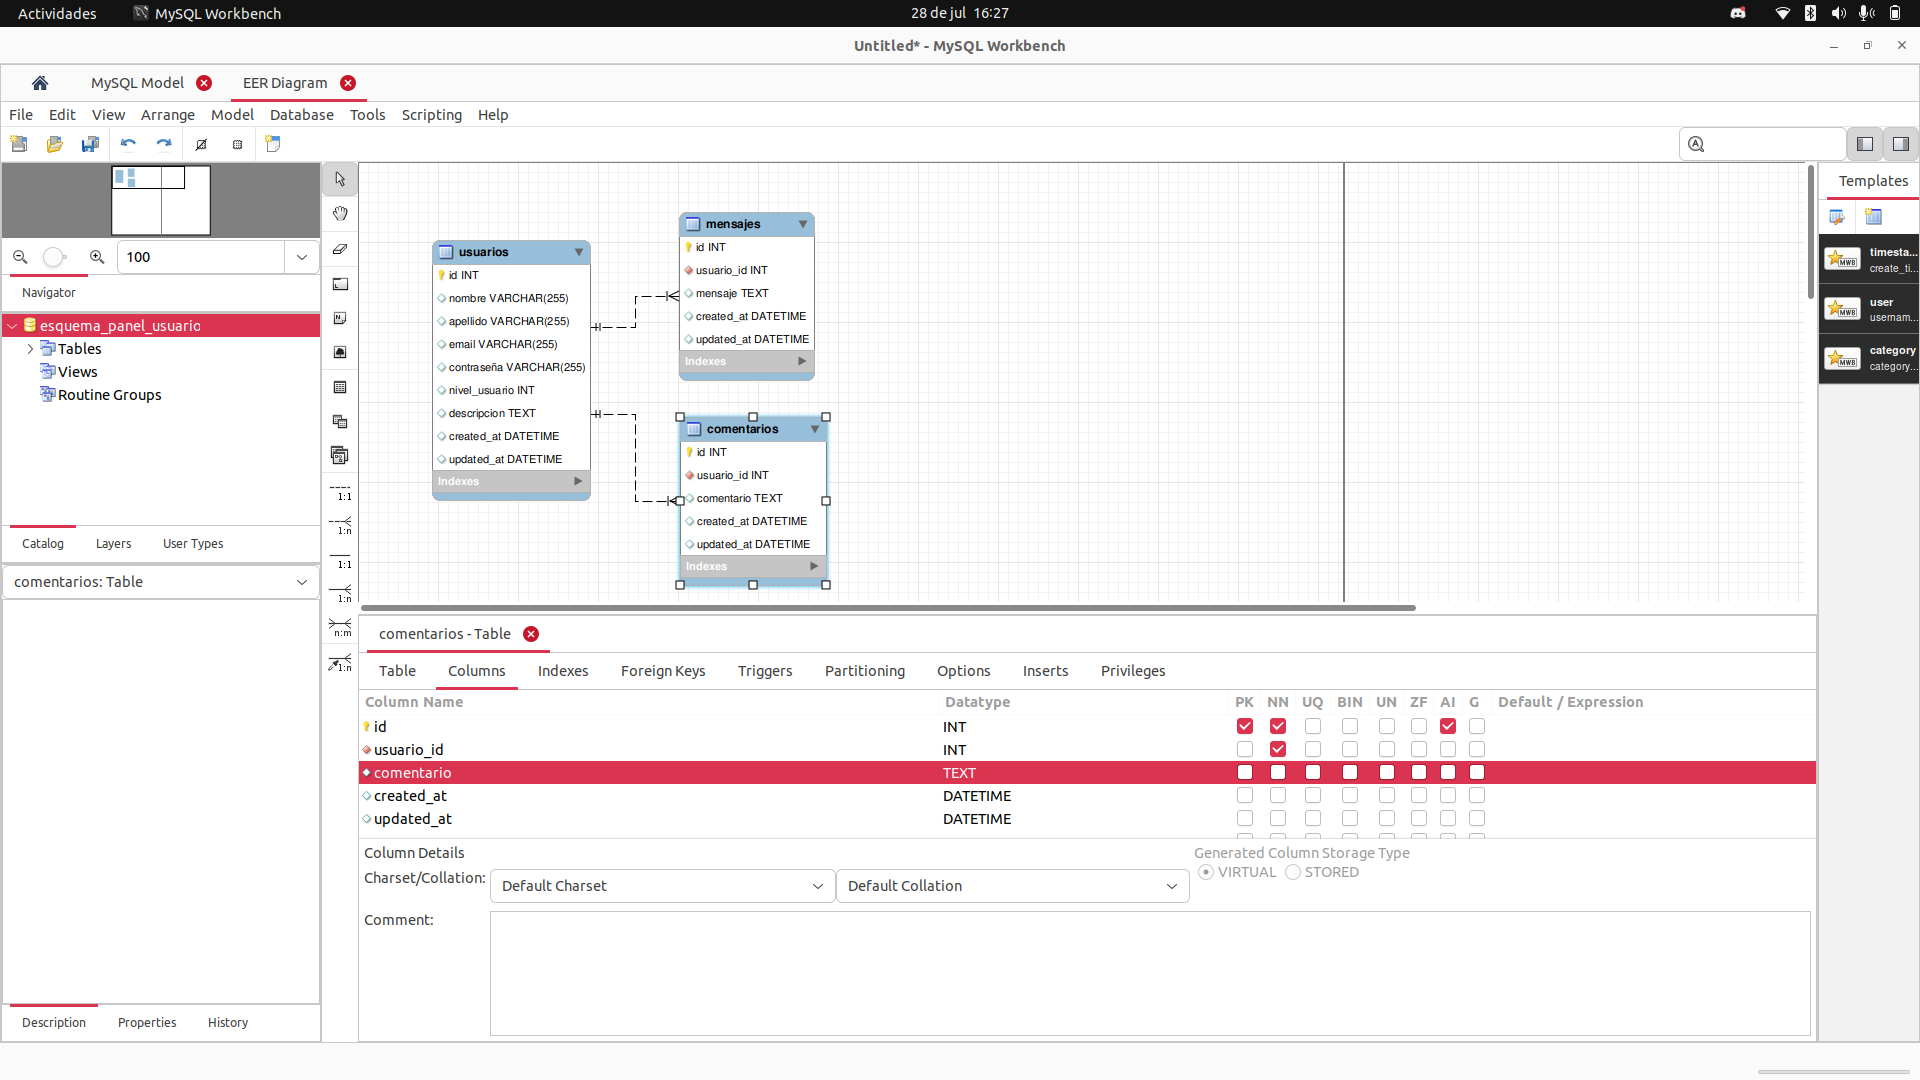 Actividades
MySQL Workbench
28 de jul 16:27
Untitled* - MySQL Workbench
MySQL Model
EER Diagram
File Edit View Arrange Model Database Tools Scripting Help
100
Navigator
esquema_panel_usuario
Tables
Views
Routine Groups
Catalog Layers User Types
comentarios: Table
Description Properties History
1:1
1:n
1:1
1:n
n:m
1:n
usuarios
id INT
nombre VARCHAR(255)
apellido VARCHAR(255)
email VARCHAR(255)
contraseña VARCHAR(255)
nivel_usuario INT
descripcion TEXT
created_at DATETIME
updated_at DATETIME
Indexes
mensajes
id INT
usuario_id INT
mensaje TEXT
created_at DATETIME
updated_at DATETIME
Indexes
comentarios
id INT
usuario_id INT
comentario TEXT
created_at DATETIME
updated_at DATETIME
Indexes
Templates
MWB
timesta...
create_ti...
MWB
user
usernam...
MWB
category
category...
comentarios - Table
Table Columns Indexes Foreign Keys Triggers Partitioning Options Inserts Privileges
Column Name Datatype PK NN UQ BIN UN ZF AI G Default / Expression
id INT
usuario_id INT
comentario TEXT
created_at DATETIME
updated_at DATETIME
Column Details
Generated Column Storage Type
Charset/Collation: Default Charset Default Collation
VIRTUAL STORED
Comment: